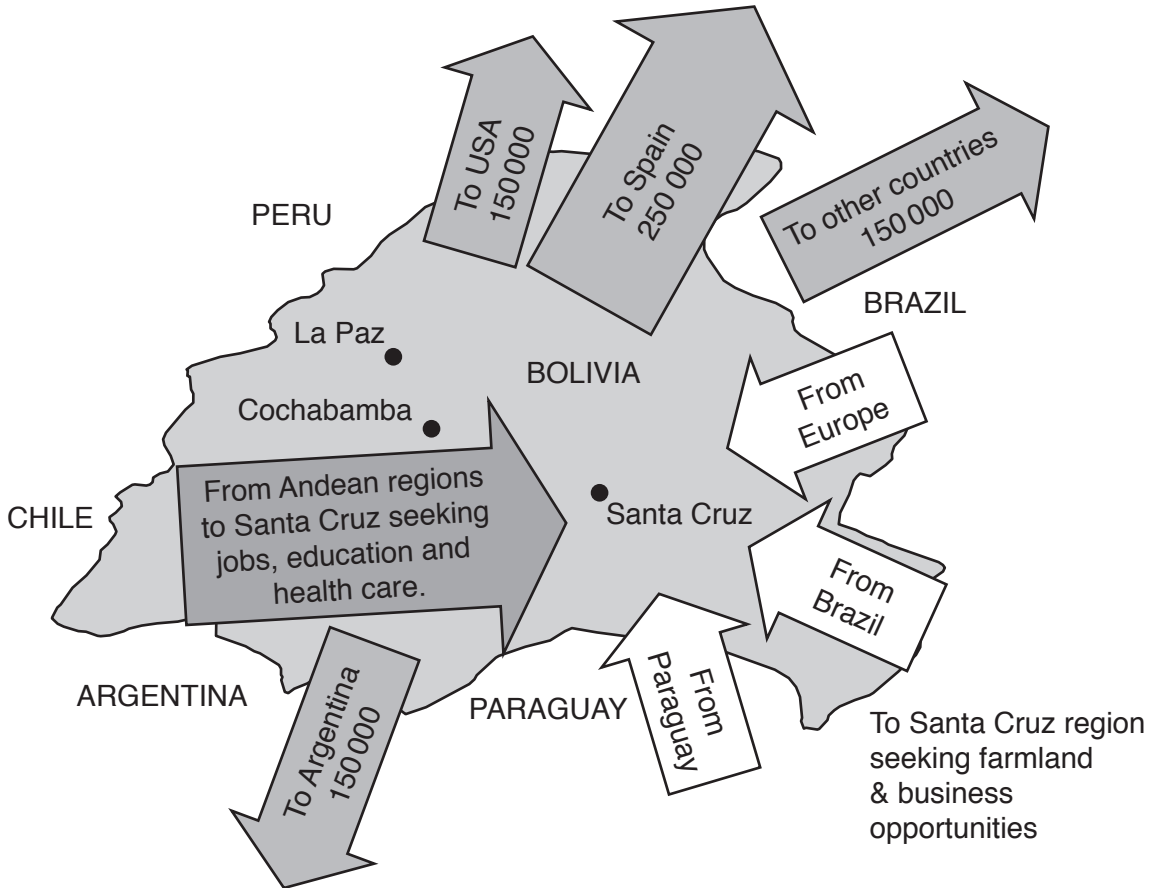 To USA
150 000
To Spain
250 000
To other countries
150 000
PERU
BRAZIL
La Paz
BOLIVIA
From
Europe
Cochabamba
From Andean regions
to Santa Cruz seeking
jobs, education and
health care.
CHILE
Santa Cruz
From
Brazil
From
Paraguay
ARGENTINA
PARAGUAY
To Argentina
150 000
To Santa Cruz region
seeking farmland
& business
opportunities